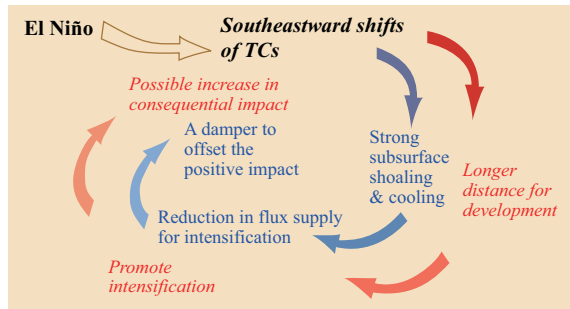 El Niño
Southeastward shifts
of TCs
Possible increase in
consequential impact
A damper to
offset the
positive impact
Strong
subsurface
shoaling
& cooling
Longer
distance for
development
Reduction in flux supply
for intensification
Promote
intensification